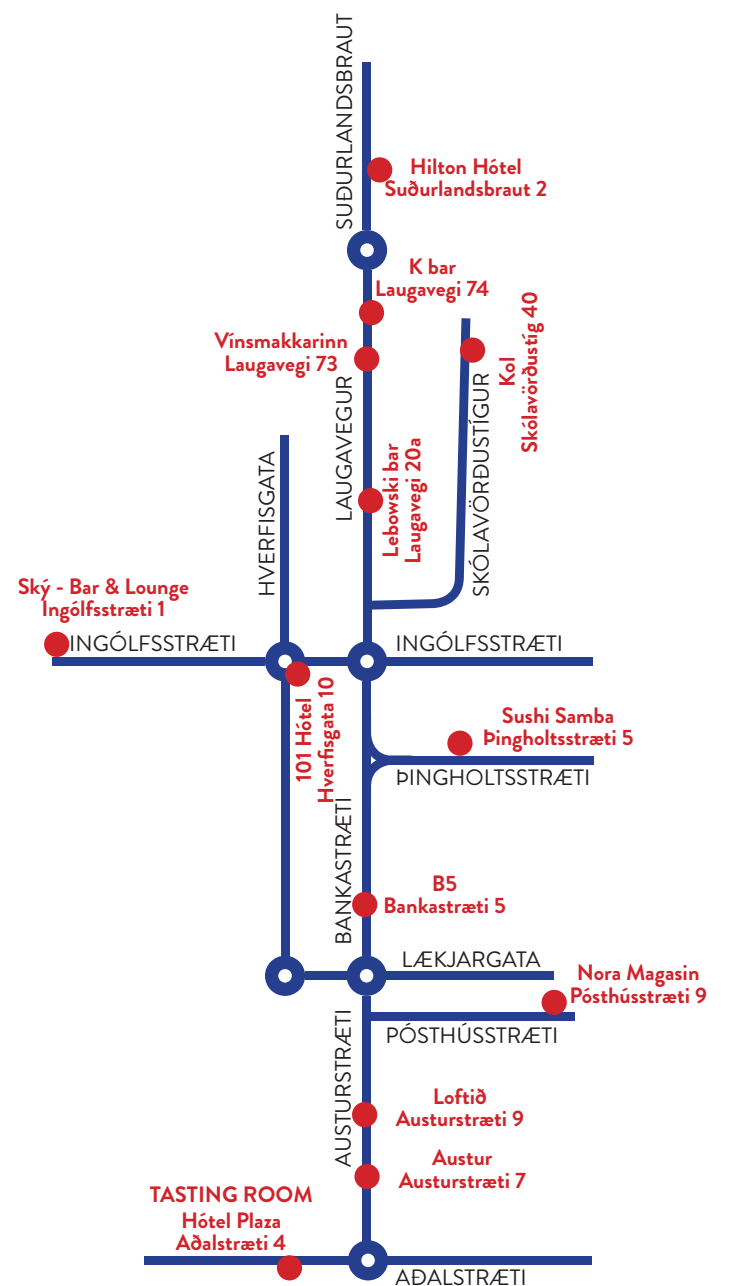 SUÐURLANDSBRAUT
Hilton Hótel
Suðurlandsbraut 2
K bar
Laugavegi 74
Vínsmakkarinn
Laugavegi 73
Kol
Skólavörðustíg 40
LAUGAVEGUR
SKÓLAVÖRÐUSTÍGUR
Lebowski bar
Laugavegi 20a
HVERFISGATA
Ský - Bar & Lounge
Ingólfsstræti 1
INGÓLFSSTRÆTI
INGÓLFSSTRÆTI
101 Hótel
Hverfisgata 10
Sushi Samba
Þingholtsstræti 5
ÞINGHOLTSSTRÆTI
BANKASTRÆTI
B5
Bankastræti 5
LÆKJARGATA
Nora Magasin
Pósthússtræti 9
PÓSTHÚSSTRÆTI
AUSTURSTRÆTI
Loftið
Austurstræti 9
Austur
Austurstræti 7
TASTING ROOM
Hótel Plaza
Aðalstræti 4
AÐALSTRÆTI